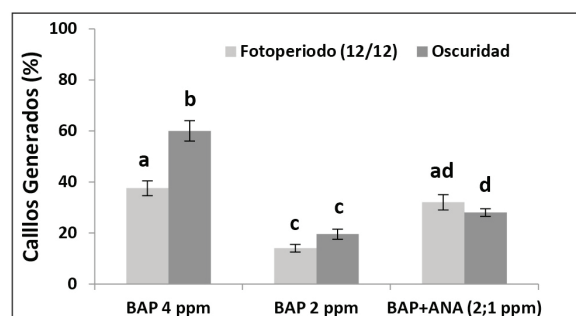 100
80
60
40
20
0
Calllos Generados (%)
Fotoperiodo (12/12)
Oscuridad
a
b
c
c
ad
d
BAP 4 ppm
BAP 2 ppm
BAP+ANA (2;1 ppm)